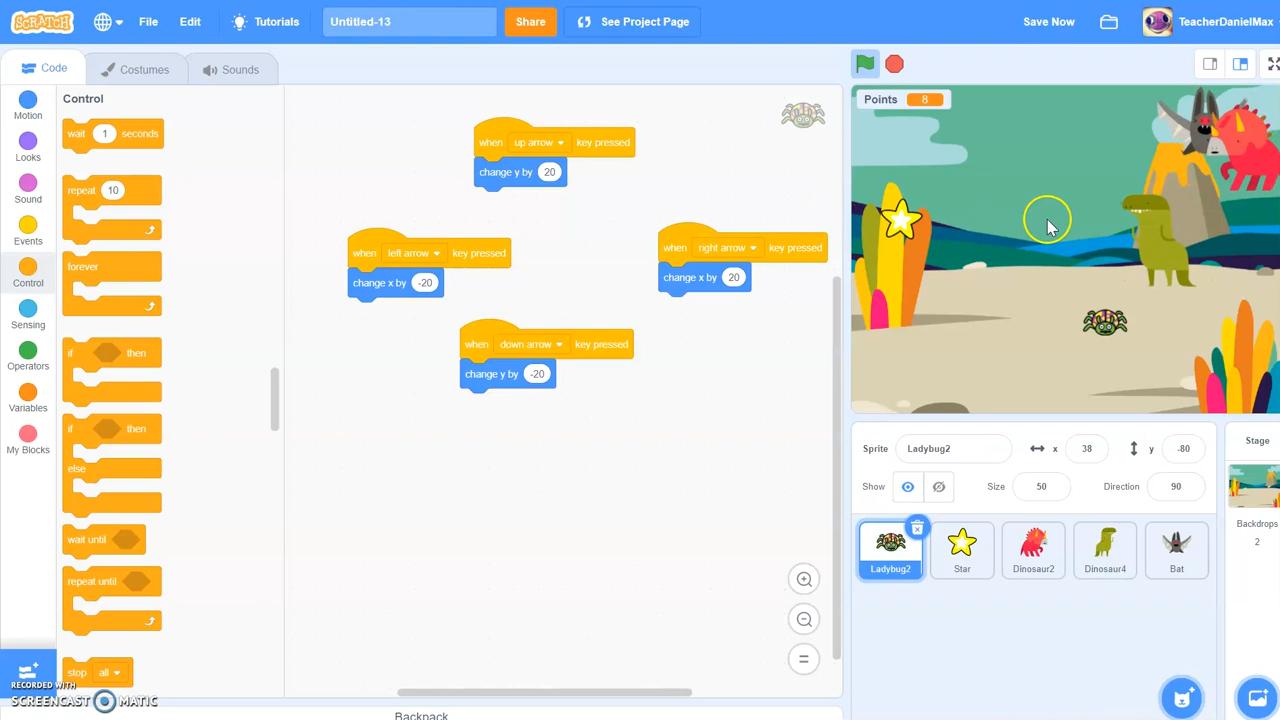 SCRATCH File Edit Tutorials Untitled-13 Share See Project Page Save Now TeacherDanielMax
Code Costumes Sounds
Motion
Looks
Sound
Events
Control
Sensing
Operators
Variables
My Blocks
Control
wait 1 seconds
repeat 10
forever
if then
if then
else
wait until
repeat until
stop all
when up arrow key pressed
change y by 20
when left arrow key pressed
change x by -20
when right arrow key pressed
change x by 20
when down arrow key pressed
change y by -20
Points 8
Sprite Ladybug2 x 38 y -80
Show Size 50 Direction 90
Ladybug2 Star Dinosaur2 Dinosaur4 Bat
Stage
Backdrops
2
Backpack
RECORDED WITH
SCREENCAST MATIC